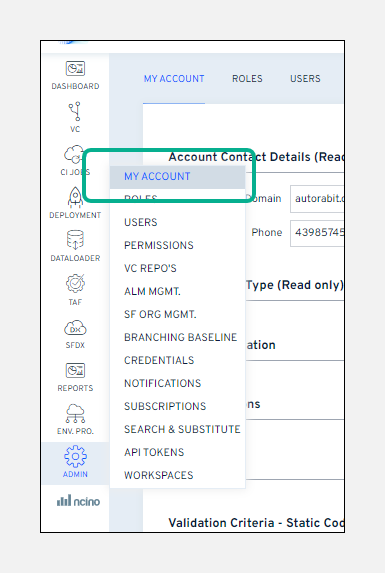 MY ACCOUNT ROLES USERS
DASHBOARD
VC
CI JOBS
DEPLOYMENT
DATALOADER
TAF
DX
SFDX
REPORTS
ENV. PRO.
ADMIN
ncino
MY ACCOUNT
ROLES
USERS
PERMISSIONS
VC REPO'S
ALM MGMT.
SF ORG MGMT.
BRANCHING BASELINE
CREDENTIALS
NOTIFICATIONS
SUBSCRIPTIONS
SEARCH & SUBSTITUTE
API TOKENS
WORKSPACES
Account Contact Details (Read
Domain autorabit.c
Phone 43985745
Type (Read only)
ation
ns
Validation Criteria - Static Cod